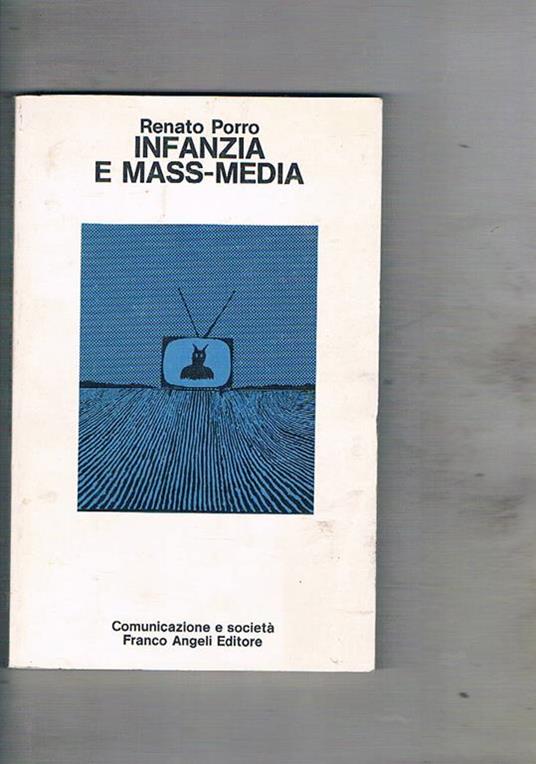 Renato Porro
INFANZIA
E MASS-MEDIA
Comunicazione e società
Franco Angeli Editore